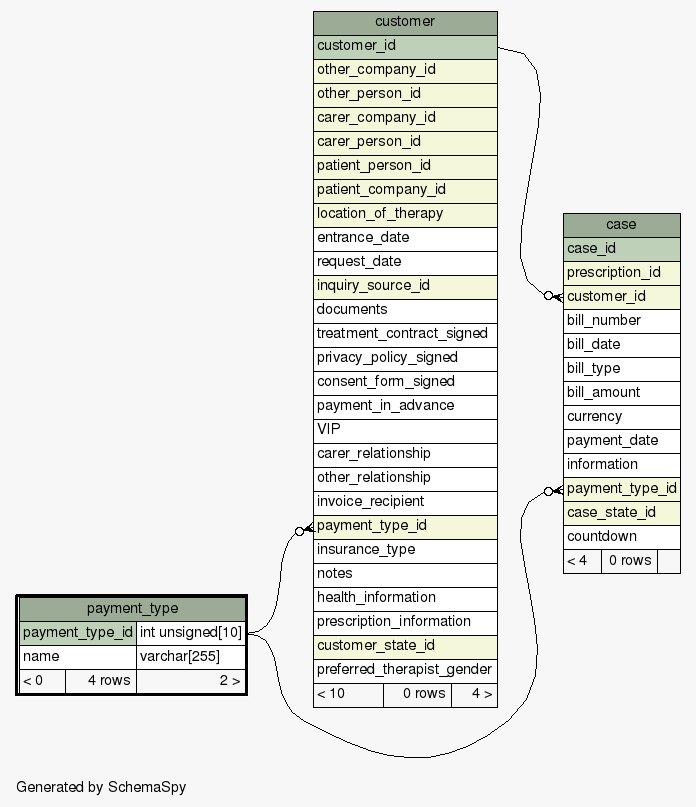 customer
customer_id
other_company_id
other_person_id
carer_company_id
carer_person_id
patient_person_id
patient_company_id
location_of_therapy
entrance_date
request_date
inquiry_source_id
documents
treatment_contract_signed
privacy_policy_signed
consent_form_signed
payment_in_advance
VIP
carer_relationship
other_relationship
invoice_recipient
payment_type_id
insurance_type
notes
health_information
prescription_information
customer_state_id
preferred_therapist_gender
< 10 0 rows 4 >
case
case_id
prescription_id
customer_id
bill_number
bill_date
bill_type
bill_amount
currency
payment_date
information
payment_type_id
case_state_id
countdown
< 4 0 rows
payment_type
payment_type_id int unsigned[10]
name varchar[255]
< 0 4 rows 2 >
Generated by SchemaSpy